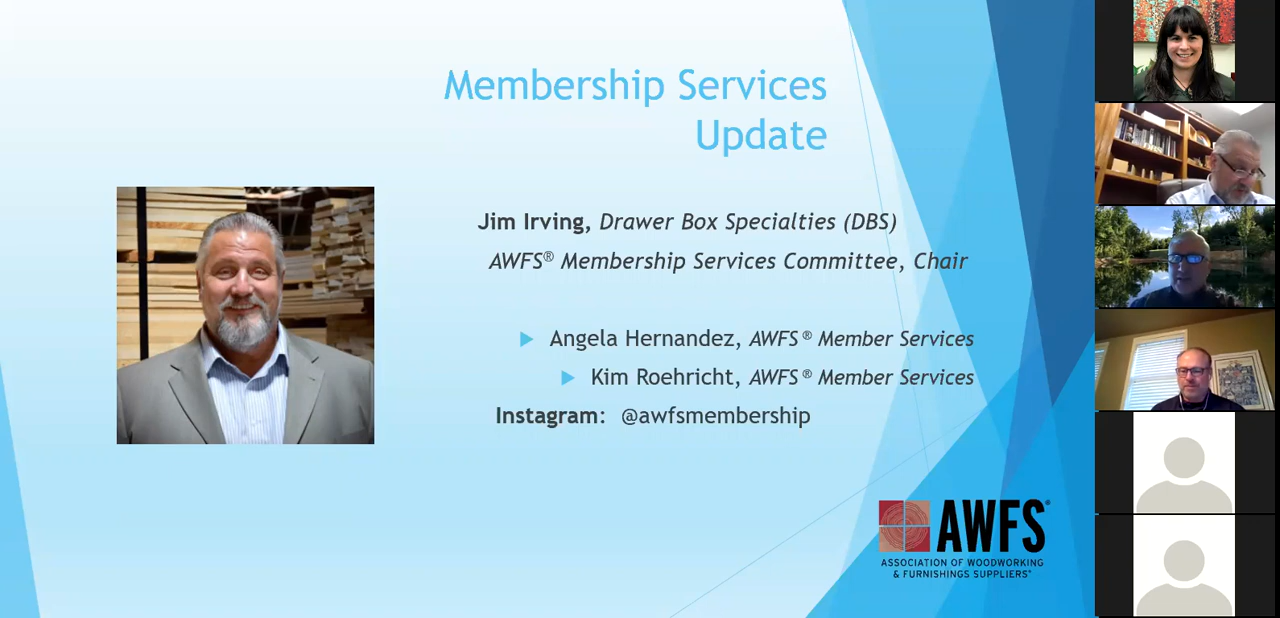 Membership Services
Update
Jim Irving, Drawer Box Specialties (DBS)
AWFS® Membership Services Committee, Chair
Angela Hernandez, AWFS® Member Services
Kim Roehricht, AWFS® Member Services
Instagram: @awfsmembership
AWFS®
ASSOCIATION OF WOODWORKING
& FURNISHINGS SUPPLIERS®